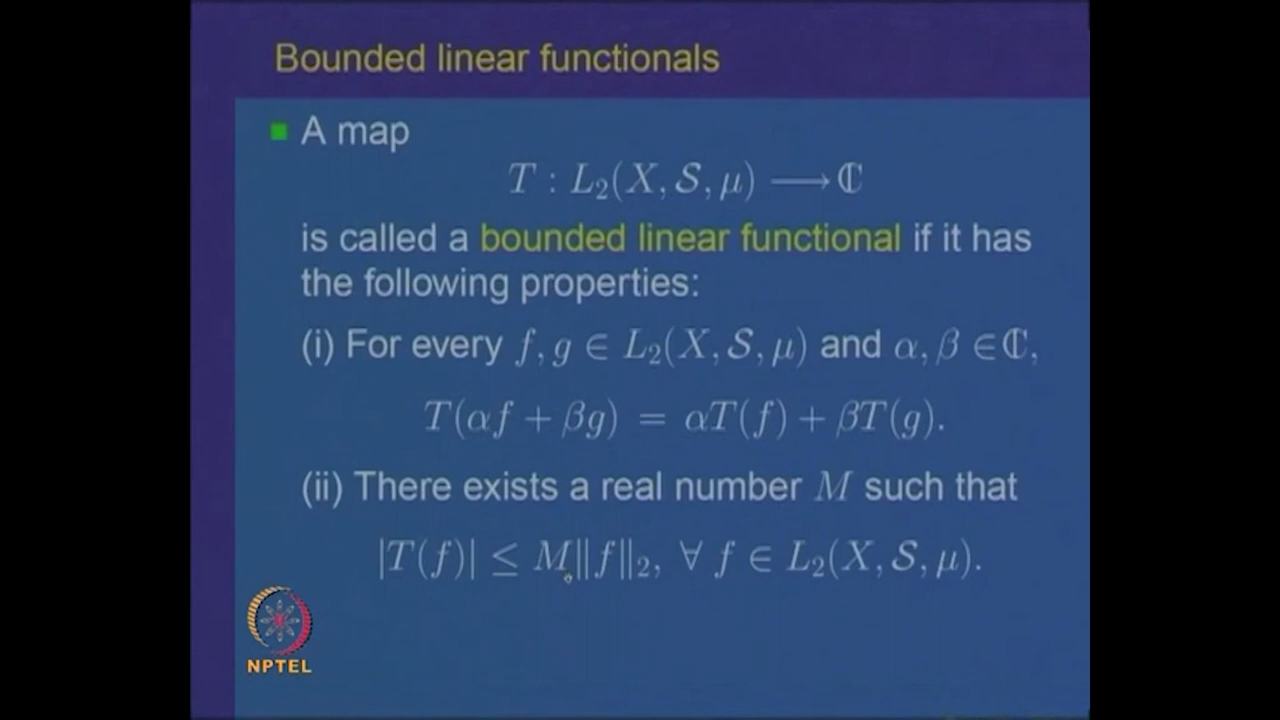 Bounded linear functionals
A map
T : L₂(X, 𝒮, μ) ⟶ ℂ
is called a bounded linear functional if it has
the following properties:
(i) For every f, g ∈ L₂(X, 𝒮, μ) and α, β ∈ ℂ,
T(αf + βg) = αT(f) + βT(g).
(ii) There exists a real number M such that
|T(f)| ≤ M‖f‖₂, ∀ f ∈ L₂(X, 𝒮, μ).
NPTEL